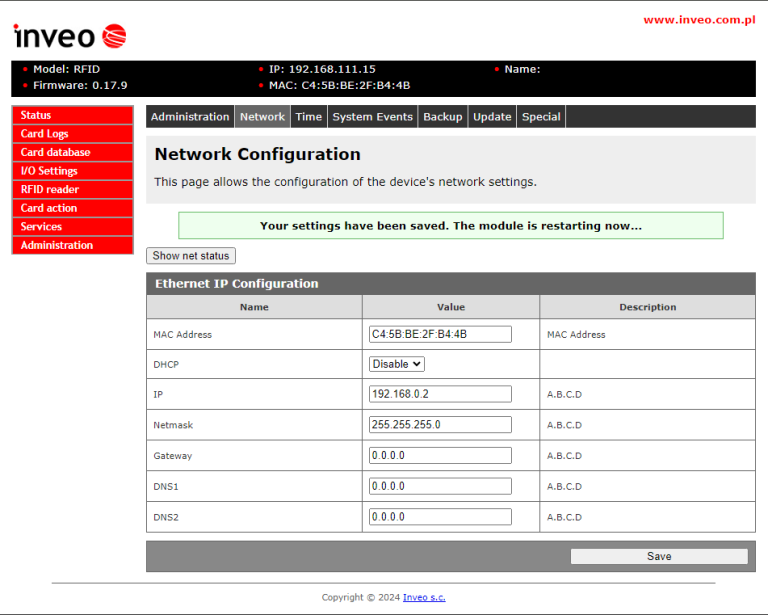 www.inveo.com.pl
inveo
Model: RFID IP: 192.168.111.15 Name:
Firmware: 0.17.9 MAC: C4:5B:BE:2F:B4:4B
Status
Card Logs
Card database
I/O Settings
RFID reader
Card action
Services
Administration
Administration Network Time System Events Backup Update Special
Network Configuration
This page allows the configuration of the device's network settings.
Your settings have been saved. The module is restarting now...
Show net status
Ethernet IP Configuration
Name Value Description
MAC Address C4:5B:BE:2F:B4:4B MAC Address
DHCP Disable
IP 192.168.0.2 A.B.C.D
Netmask 255.255.255.0 A.B.C.D
Gateway 0.0.0.0 A.B.C.D
DNS1 0.0.0.0 A.B.C.D
DNS2 0.0.0.0 A.B.C.D
Save
Copyright © 2024 Inveo s.c.